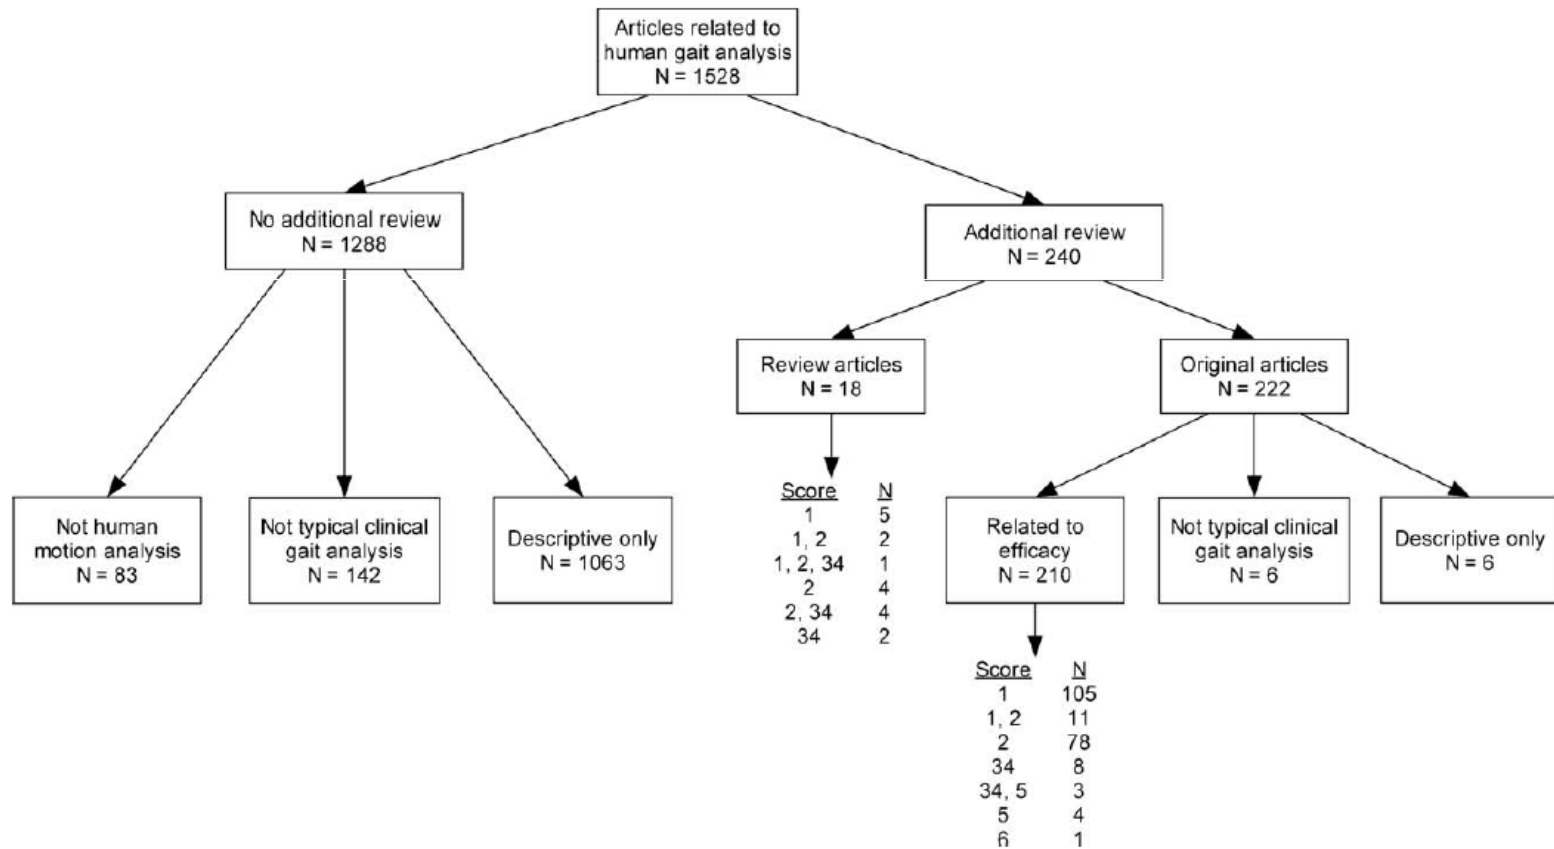 Articles related to
human gait analysis
N = 1528
No additional review
N = 1288
Additional review
N = 240
Review articles
N = 18
Original articles
N = 222
Not human
motion analysis
N = 83
Not typical clinical
gait analysis
N = 142
Descriptive only
N = 1063
Score N
1 5
1, 2 2
1, 2, 34 1
2 4
2, 34 4
34 2
Related to
efficacy
N = 210
Not typical clinical
gait analysis
N = 6
Descriptive only
N = 6
Score N
1 105
1, 2 11
2 78
34 8
34, 5 3
5 4
6 1